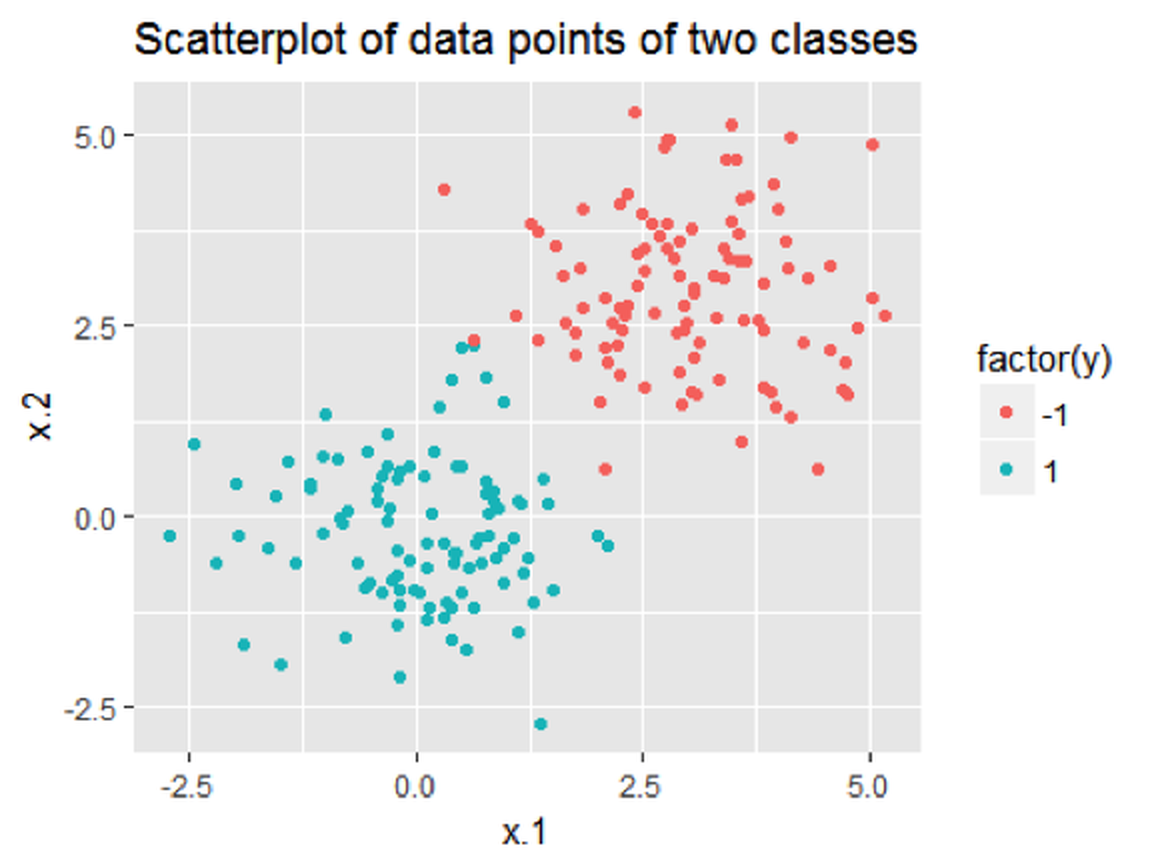 Scatterplot of data points of two classes
5.0
2.5
0.0
-2.5
x.2
-2.5 0.0 2.5 5.0
x.1
factor(y)
-1
1